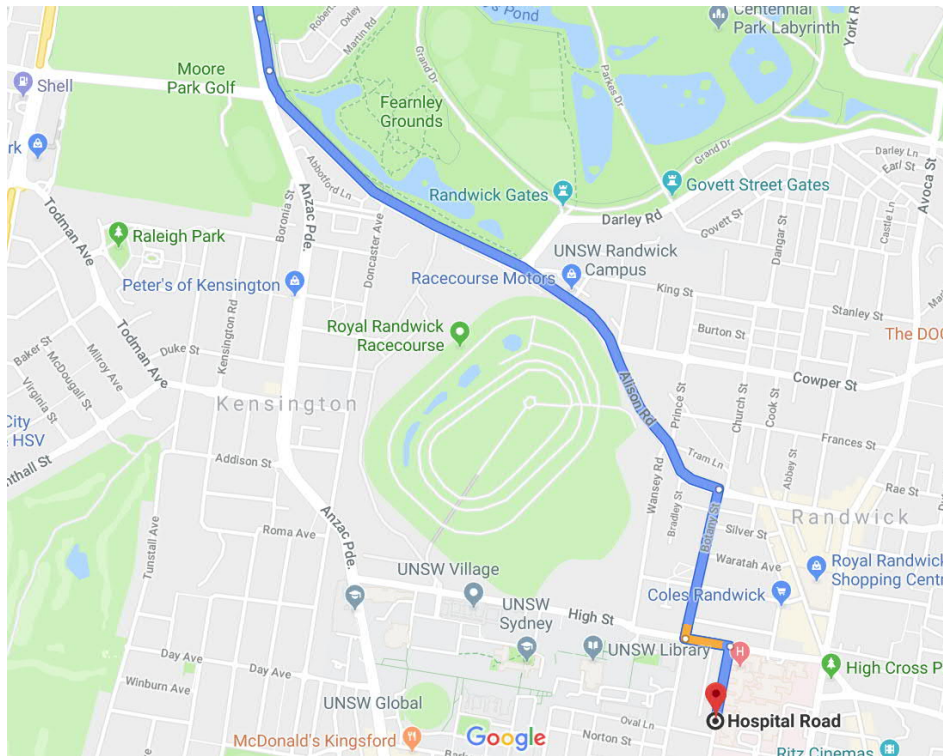 s Pond
Centennial
Park Labyrinth
York R
Robert
Oxley
Martin Rd
Moore
Park Golf
Shell
Grand Dr
Parkes Dr
Fearnley
Grounds
rk
Grand Dr
Darley Ln
Earl St
Avoca St
Abbotford Ln
Randwick Gates
Govett Street Gates
Todman Ave
Boronia St
Anzac Pde.
Doncaster Ave
Darley Rd
Govett St
Dangar St
Castle Ln
Raleigh Park
UNSW Randwick
Campus
Peter's of Kensington
Racecourse Motors
King St
Stanley St
Kensington Rd
Royal Randwick
Racecourse
Burton St
The DOC
Todman Ave
Duke St
Baker St
McDougall St
Milroy Ave
Virginia St
Cowper St
Alison Rd
Prince St
Church St
Cook St
Kensington
City
& HSV
Frances St
nthall St
Addison St
Tram Ln
Abbey St
Wansey Rd
Bradley St
Rae St
Anzac Pde.
Botany St
Randwick
Silver St
Tunstall Ave
Roma Ave
Waratah Ave
Royal Randwick
Shopping Centr
UNSW Village
Coles Randwick
UNSW
Sydney
High St
UNSW Library
H
Day Ave
Day Ave
High Cross P
Winburn Ave
UNSW Global
Oval Ln
Hospital Road
Norton St
McDonald's Kingsford
Google
Ritz Cinemas